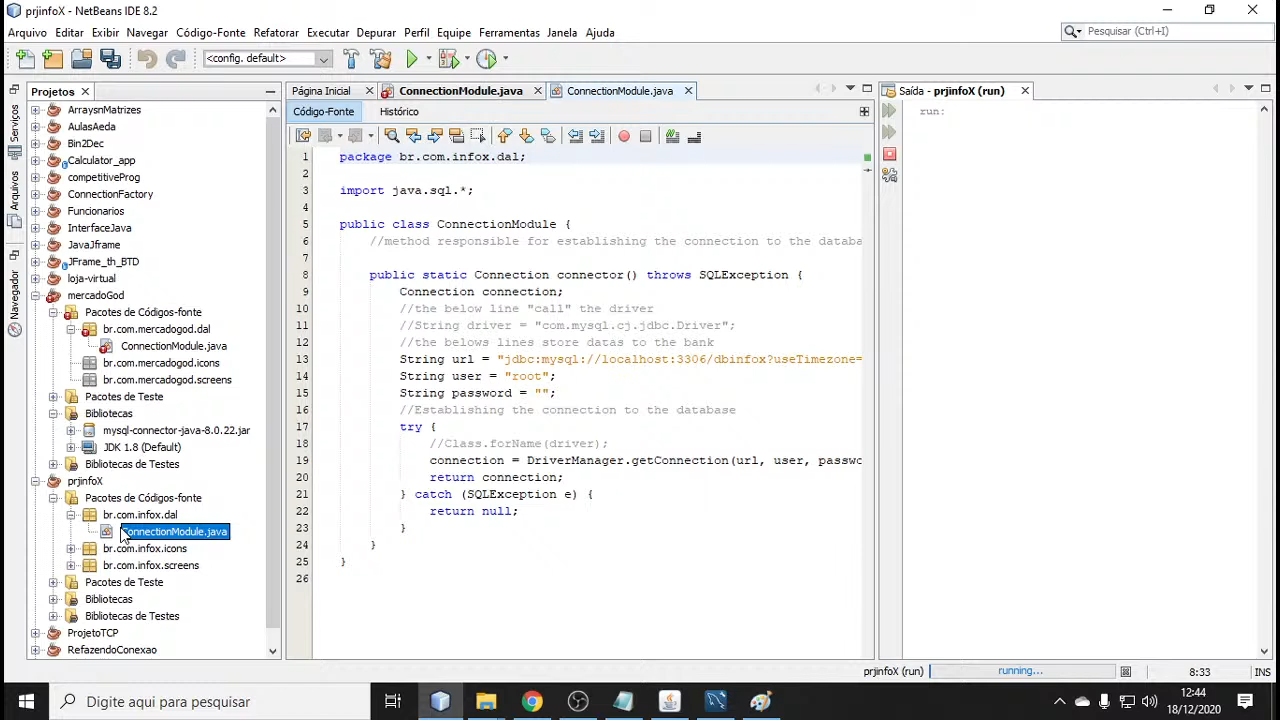 prjinfoX - NetBeans IDE 8.2
Arquivo Editar Exibir Navegar Código-Fonte Refatorar Executar Depurar Perfil Equipe Ferramentas Janela Ajuda
Pesquisar (Ctrl+I)
<config. default>
Projetos
Serviços
Arquivos
Navegador
ArraysnMatrizes
AulasAeda
Bin2Dec
Calculator_app
competitiveProg
ConnectionFactory
Funcionarios
InterfaceJava
JavaJframe
JFrame_th_BTD
loja-virtual
mercadoGod
Pacotes de Códigos-fonte
br.com.mercadogod.dal
ConnectionModule.java
br.com.mercadogod.icons
br.com.mercadogod.screens
Pacotes de Teste
Bibliotecas
mysql-connector-java-8.0.22.jar
JDK 1.8 (Default)
Bibliotecas de Testes
prjinfoX
Pacotes de Códigos-fonte
br.com.infox.dal
ConnectionModule.java
br.com.infox.icons
br.com.infox.screens
Pacotes de Teste
Bibliotecas
Bibliotecas de Testes
ProjetoTCP
RefazendoConexao
Página Inicial ConnectionModule.java ConnectionModule.java
Código-Fonte Histórico
1 package br.com.infox.dal;
2
3 import java.sql.*;
4
5 public class ConnectionModule {
6 //method responsible for establishing the connection to the databa
7
8 public static Connection connector() throws SQLException {
9 Connection connection;
10 //the below line "call" the driver
11 //String driver = "com.mysql.cj.jdbc.Driver";
12 //the belows lines store datas to the bank
13 String url = "jdbc:mysql://localhost:3306/dbinfox?useTimezone=
14 String user = "root";
15 String password = "";
16 //Establishing the connection to the database
17 try {
18 //Class.forName(driver);
19 connection = DriverManager.getConnection(url, user, passwo
20 return connection;
21 } catch (SQLException e) {
22 return null;
23 }
24 }
25 }
26
Saída - prjinfoX (run)
run:
prjinfoX (run) running... 8:33 INS
Digite aqui para pesquisar
12:44
18/12/2020